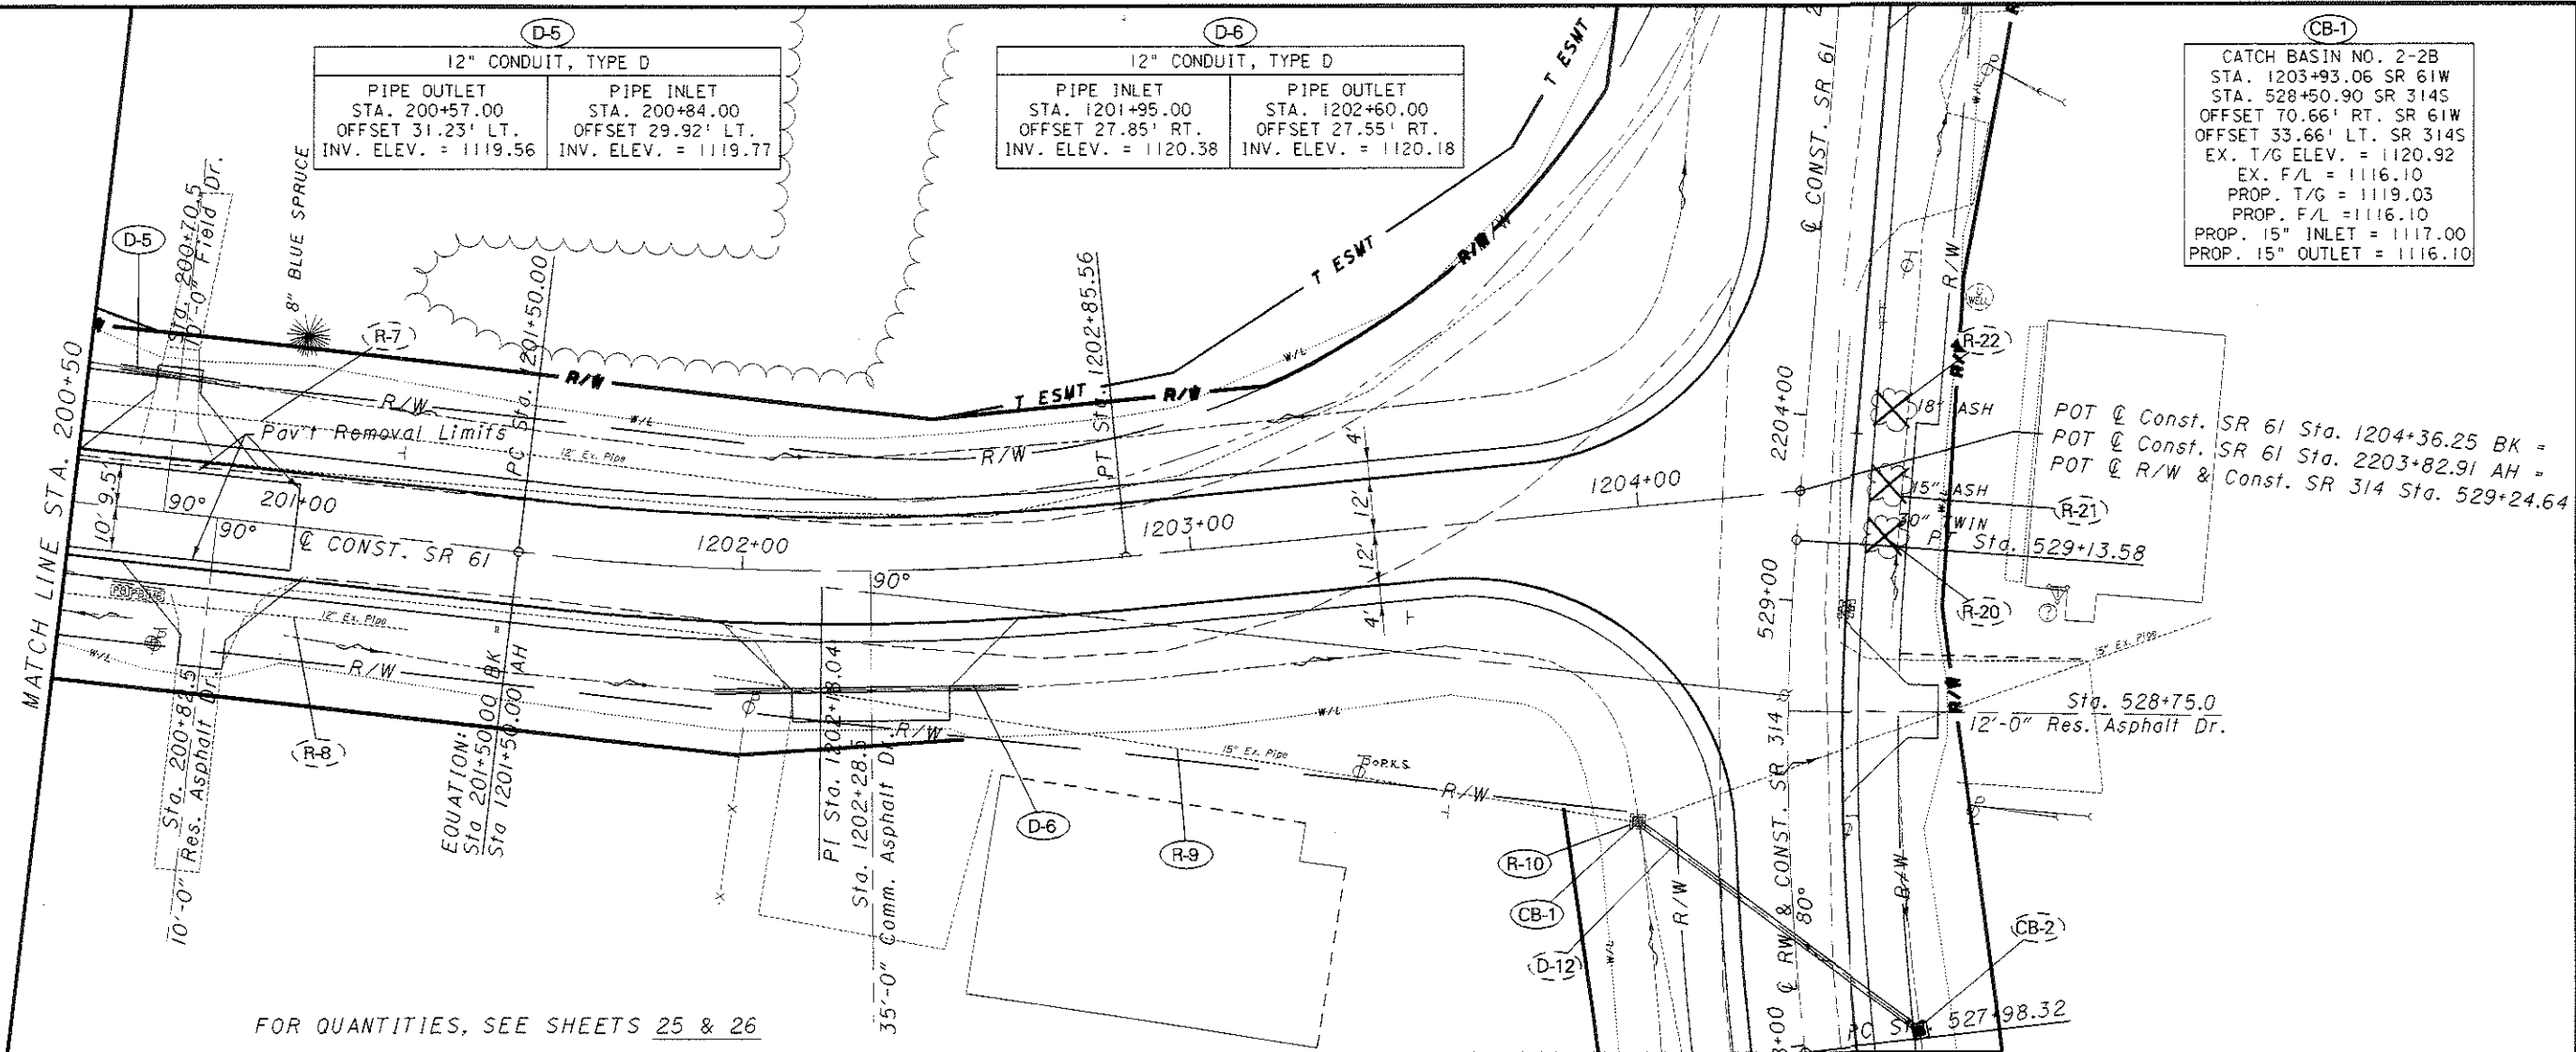 D-5
12" CONDUIT, TYPE D
PIPE OUTLET
STA. 200+57.00
OFFSET 31.23' LT.
INV. ELEV. = 1119.56
PIPE INLET
STA. 200+84.00
OFFSET 29.92' LT.
INV. ELEV. = 1119.77
D-6
12" CONDUIT, TYPE D
PIPE INLET
STA. 1201+95.00
OFFSET 27.85' RT.
INV. ELEV. = 1120.38
PIPE OUTLET
STA. 1202+60.00
OFFSET 27.55' RT.
INV. ELEV. = 1120.18
CB-1
CATCH BASIN NO. 2-2B
STA. 1203+93.06 SR 61W
STA. 528+50.90 SR 314S
OFFSET 70.66' RT. SR 61W
OFFSET 33.66' LT. SR 314S
EX. T/G ELEV. = 1120.92
EX. F/L = 1116.10
PROP. T/G = 1119.03
PROP. F/L =1116.10
PROP. 15" INLET = 1117.00
PROP. 15" OUTLET = 1116.10
MATCH LINE STA. 200+50
D-5
Sta. 200+70.5
10'-0" Field Dr.
8" BLUE SPRUCE
R-7
R/W
R/W
W/L
Pav't Removal Limits
12" Ex. Pipe
PC Sta. 1201+50.00
T ESMT
T ESMT
T ESMT
R/W
R/W
R/W
W/L
PT Sta. 1202+85.56
10' 9.5'
90°
201+00
90°
℄ CONST. SR 61
1202+00
1203+00
1204+00
90°
4'
12'
12'
4'
12" Ex. Pipe
R/W
W/L
R-8
Sta. 200+82.5
10'-0" Res. Asphalt Dr.
EQUATION:
Sta 201+50.00 BK =
Sta 1201+50.00 AH
PI Sta. 1202+18.04
Sta. 1202+28.5
35'-0" Comm. Asphalt Dr.
R/W
D-6
R-9
15" Ex. Pipe
W/L
R/W
R-10
CB-1
D-12
W/L
R/W
℄ CONST. SR 61
2204+00
529+00
℄ RW & CONST. SR 314
80°
R/W
WELL
R-22
18" ASH
15" ASH
R-21
30" TWIN
R-20
POT ℄ Const. SR 61 Sta. 1204+36.25 BK =
POT ℄ Const. SR 61 Sta. 2203+82.91 AH =
POT ℄ R/W & Const. SR 314 Sta. 529+24.64
Sta. 529+13.58
15" Ex. Pipe
R/W
Sta. 528+75.0
12'-0" Res. Asphalt Dr.
R/W
CB-2
PC Sta. 527+98.32
FOR QUANTITIES, SEE SHEETS 25 & 26